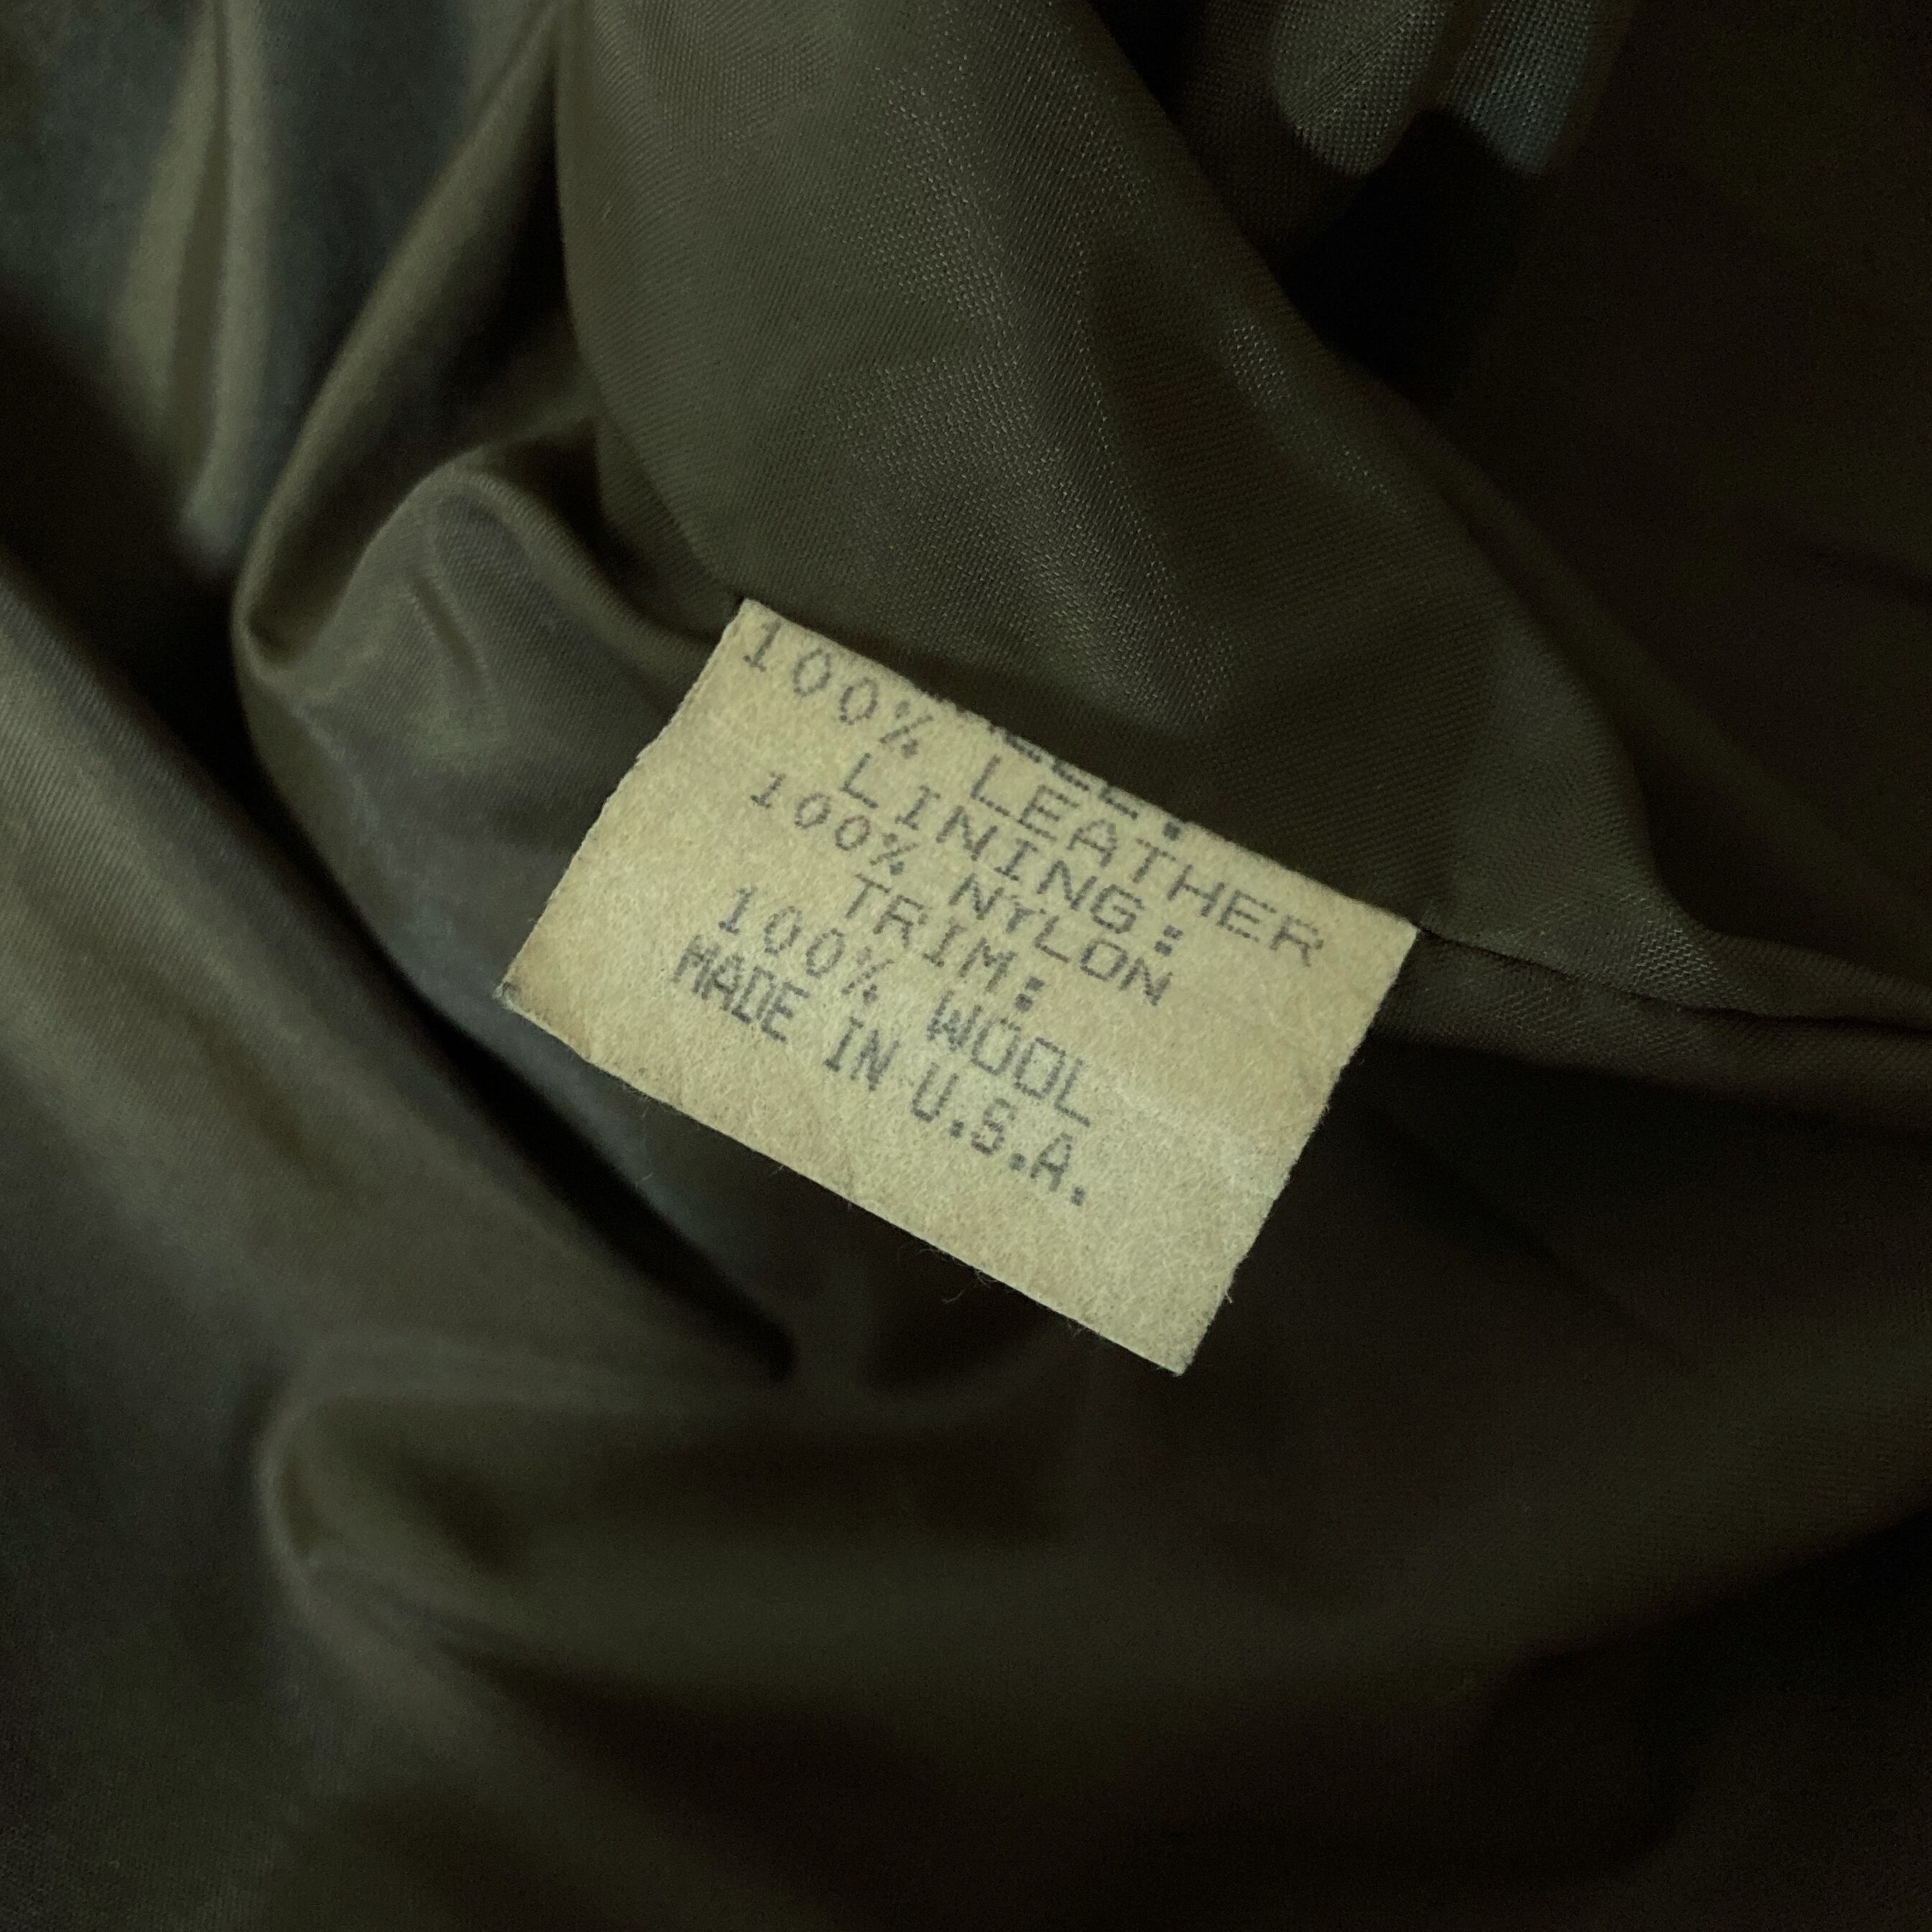 100% LEATHER
LINING:
100% NYLON
TRIM:
100% WOOL
MADE IN U.S.A.